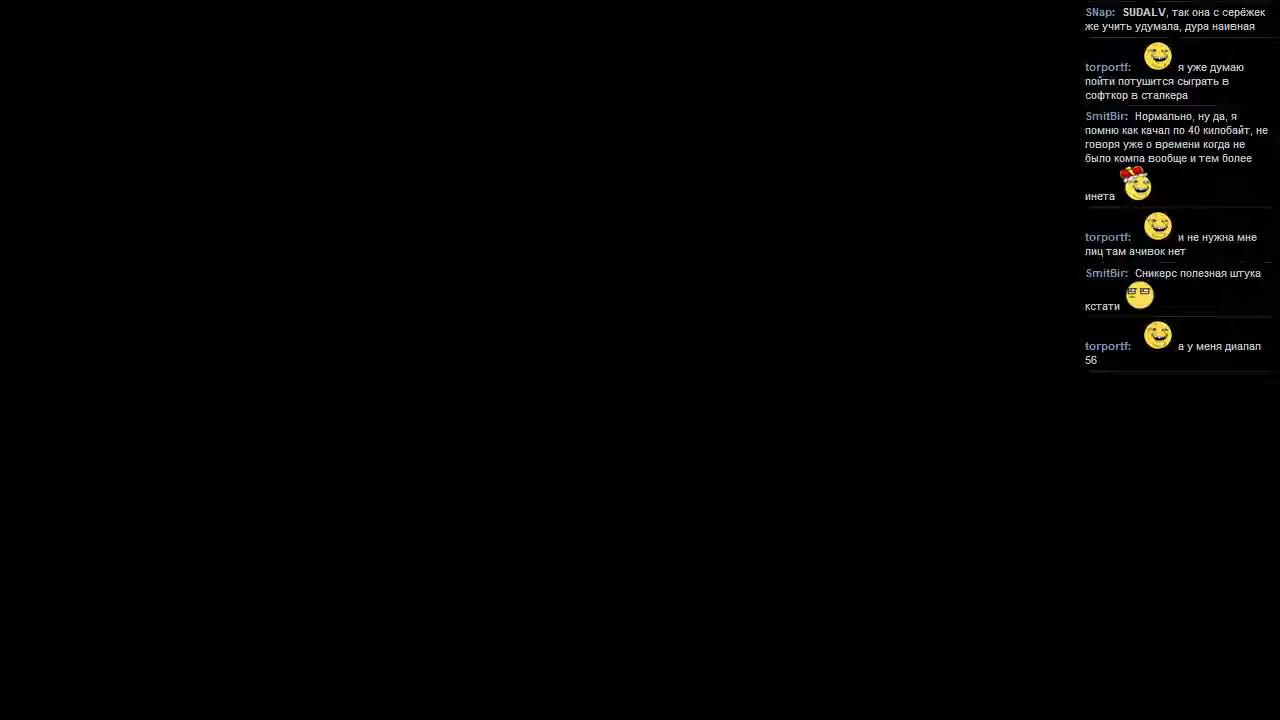 SNap: SUDALV, так она с серёжек
же учить удумала, дура наивная
torportf: я уже думаю
пойти потушится сыграть в
софткор в сталкера
SmitBir: Нормально, ну да, я
помню как качал по 40 килобайт, не
говоря уже о времени когда не
было компа вообще и тем более
инета
torportf: и не нужна мне
лиц там ачивок нет
SmitBir: Сникерс полезная штука
кстати
torportf: а у меня диалап
56